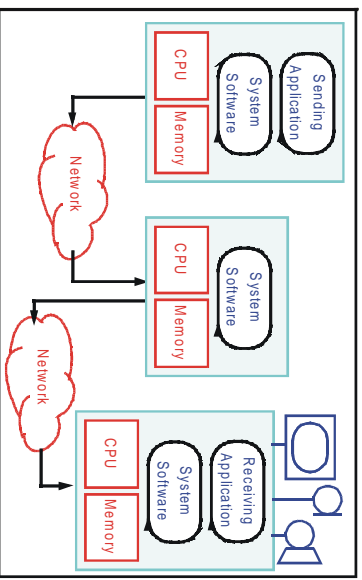 Sending
Application
System
Software
CPU
Memory
Network
System
Software
CPU
Memory
Network
Receiving
Application
System
Software
CPU
Memory